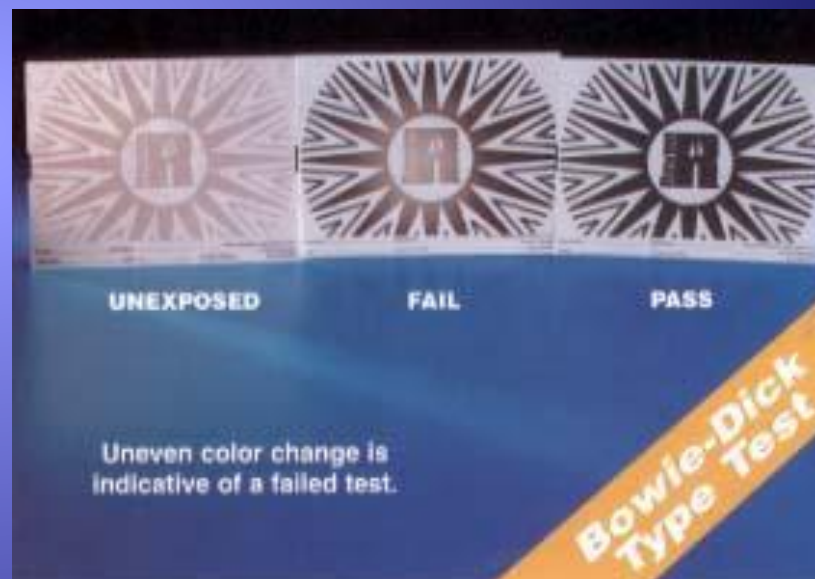 UNEXPOSED
FAIL
PASS
Uneven color change is
indicative of a failed test.
Bowie-Dick
Type Test